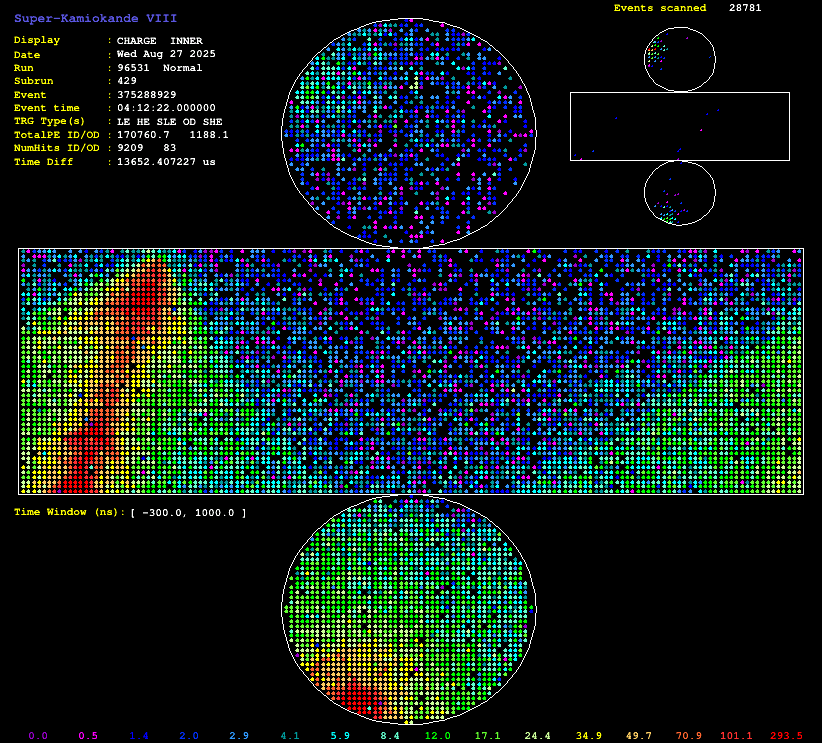 Super-Kamiokande VIII
Events scanned 28781
Display : CHARGE INNER
Date : Wed Aug 27 2025
Run : 96531 Normal
Subrun : 429
Event : 375288929
Event time : 04:12:22.000000
TRG Type(s) : LE HE SLE OD SHE
TotalPE ID/OD : 170760.7 1188.1
NumHits ID/OD : 9209 83
Time Diff : 13652.407227 us
Time Window (ns): [ -300.0, 1000.0 ]
0.0 0.5 1.4 2.0 2.9 4.1 5.9 8.4 12.0 17.1 24.4 34.9 49.7 70.9 101.1 293.5